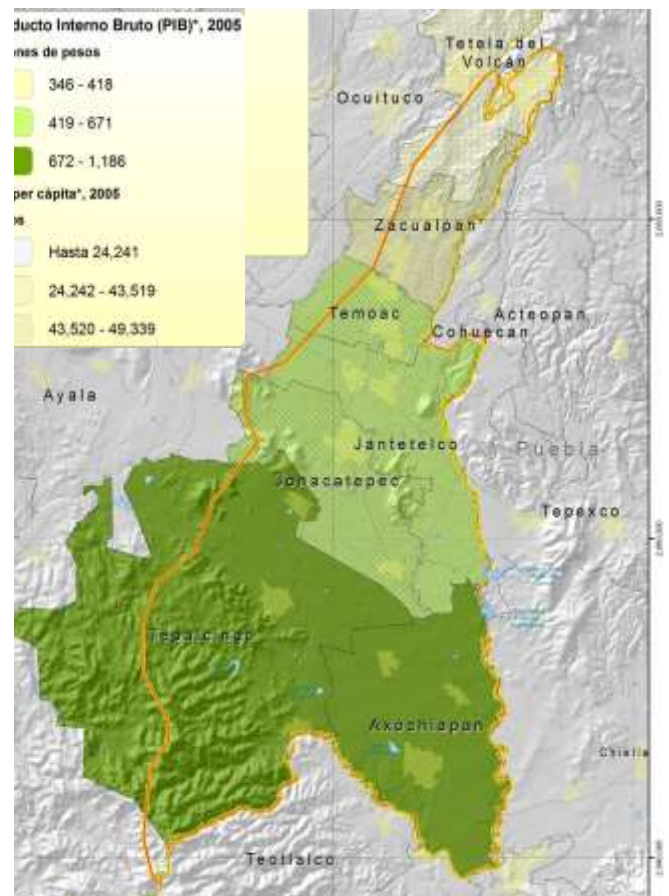 ducto Interno Bruto (PIB)*, 2005
ones de pesos
346 - 418
419 - 671
672 - 1,186
per cápita*, 2005
os
Hasta 24,241
24,242 - 43,519
43,520 - 49,339
Tetela del
Volcán
Ocuituco
Zacualpan
Temoac
Acteopan
Cohuecan
Ayala
Jantetelco
Puebla
Jonacatepec
Tepexco
Tepalcingo
Axochiapan
Chietla
Teotlalco